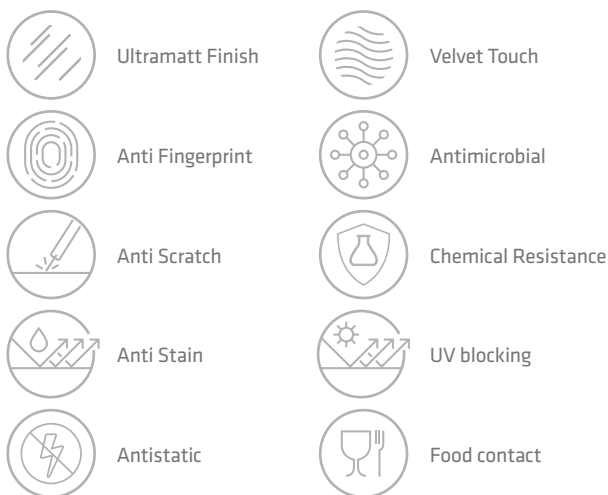 Ultramatt Finish
Velvet Touch
Anti Fingerprint
Antimicrobial
Anti Scratch
Chemical Resistance
Anti Stain
UV blocking
Antistatic
Food contact